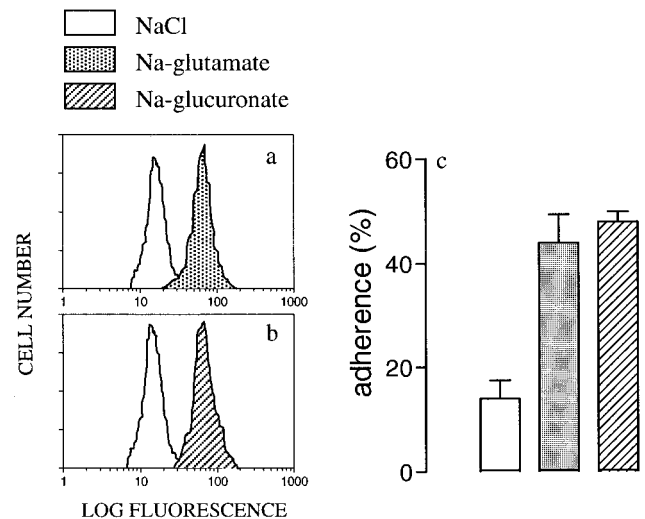 NaCl
Na-glutamate
Na-glucuronate
a
1 10 100 1000
b
1 10 100 1000
CELL NUMBER
LOG FLUORESCENCE
c
60
40
20
0
adherence (%)